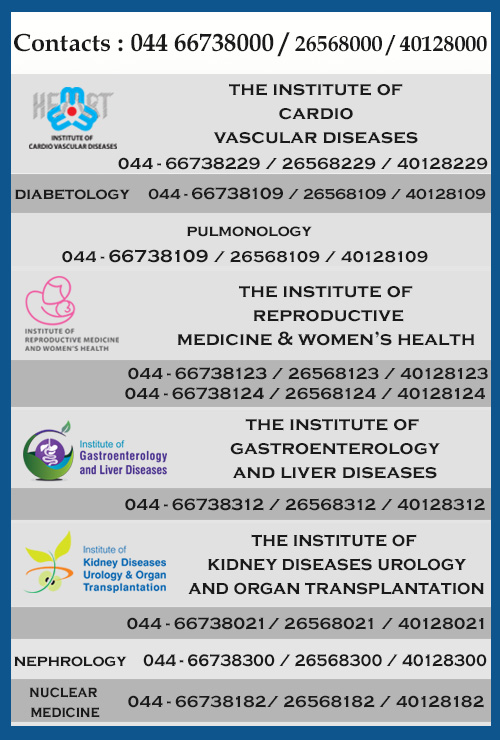 Contacts : 044 66738000 / 26568000 / 40128000
HEART
INSTITUTE OF
CARDIO VASCULAR DISEASES
THE INSTITUTE OF
CARDIO
VASCULAR DISEASES
044 - 66738229 / 26568229 / 40128229
DIABETOLOGY 044 - 66738109 / 26568109 / 40128109
PULMONOLOGY
044 - 66738109 / 26568109 / 40128109
INSTITUTE OF
REPRODUCTIVE MEDICINE
AND WOMEN'S HEALTH
THE INSTITUTE OF
REPRODUCTIVE
MEDICINE & WOMEN'S HEALTH
044 - 66738123 / 26568123 / 40128123
044 - 66738124 / 26568124 / 40128124
Institute of
Gastroenterology
and Liver Diseases
THE INSTITUTE OF
GASTROENTEROLOGY
AND LIVER DISEASES
044 - 66738312 / 26568312 / 40128312
Institute of
Kidney Diseases
Urology & Organ
Transplantation
THE INSTITUTE OF
KIDNEY DISEASES UROLOGY
AND ORGAN TRANSPLANTATION
044 - 66738021 / 26568021 / 40128021
NEPHROLOGY 044 - 66738300 / 26568300 / 40128300
NUCLEAR
MEDICINE
044 - 66738182 / 26568182 / 40128182